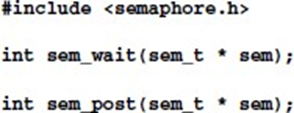 #include <semaphore.h>
int sem_wait(sem_t * sem);
int sem_post(sem_t * sem);